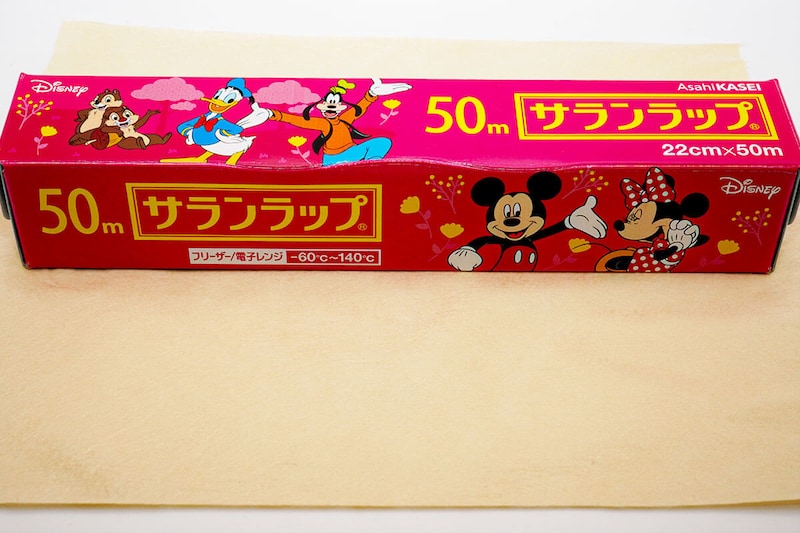 Disney
AsahiKASEI
50m サランラップ®
22cm×50m
50m サランラップ®
フリーザー/電子レンジ -60℃~140℃
Disney